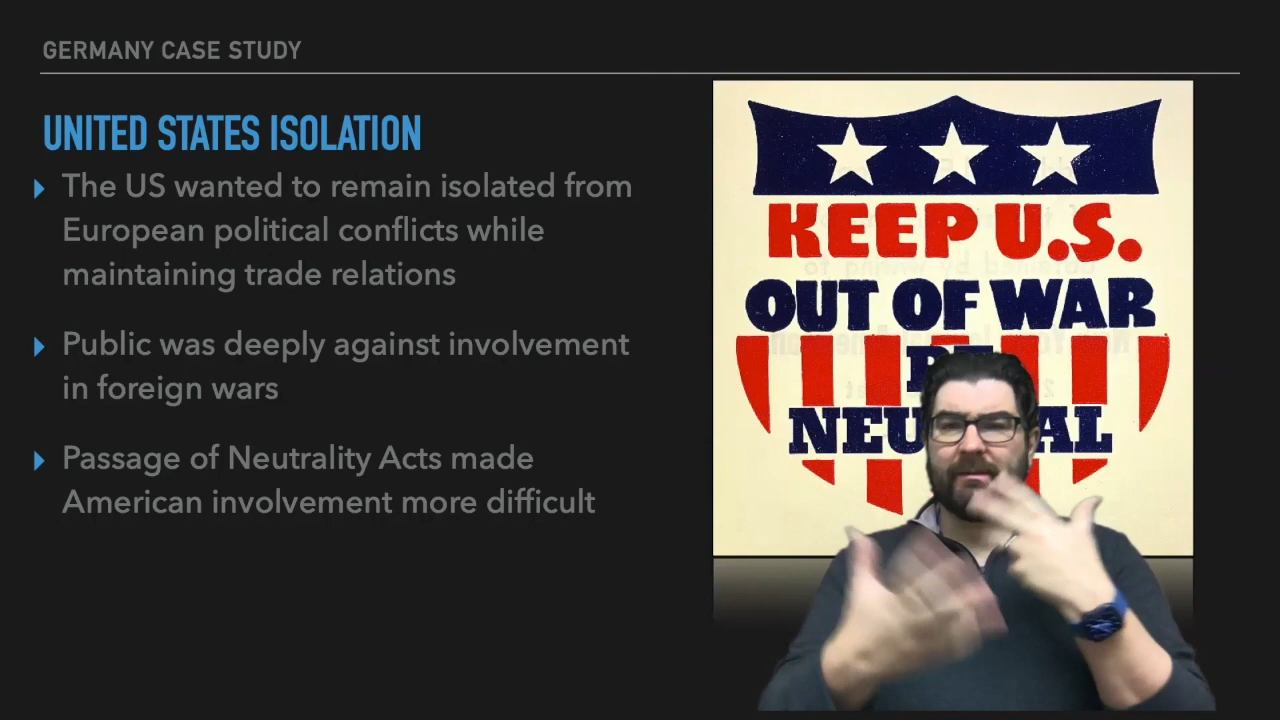 GERMANY CASE STUDY
UNITED STATES ISOLATION
The US wanted to remain isolated from
European political conflicts while
maintaining trade relations
Public was deeply against involvement
in foreign wars
Passage of Neutrality Acts made
American involvement more difficult
KEEP U.S.
OUT OF WAR